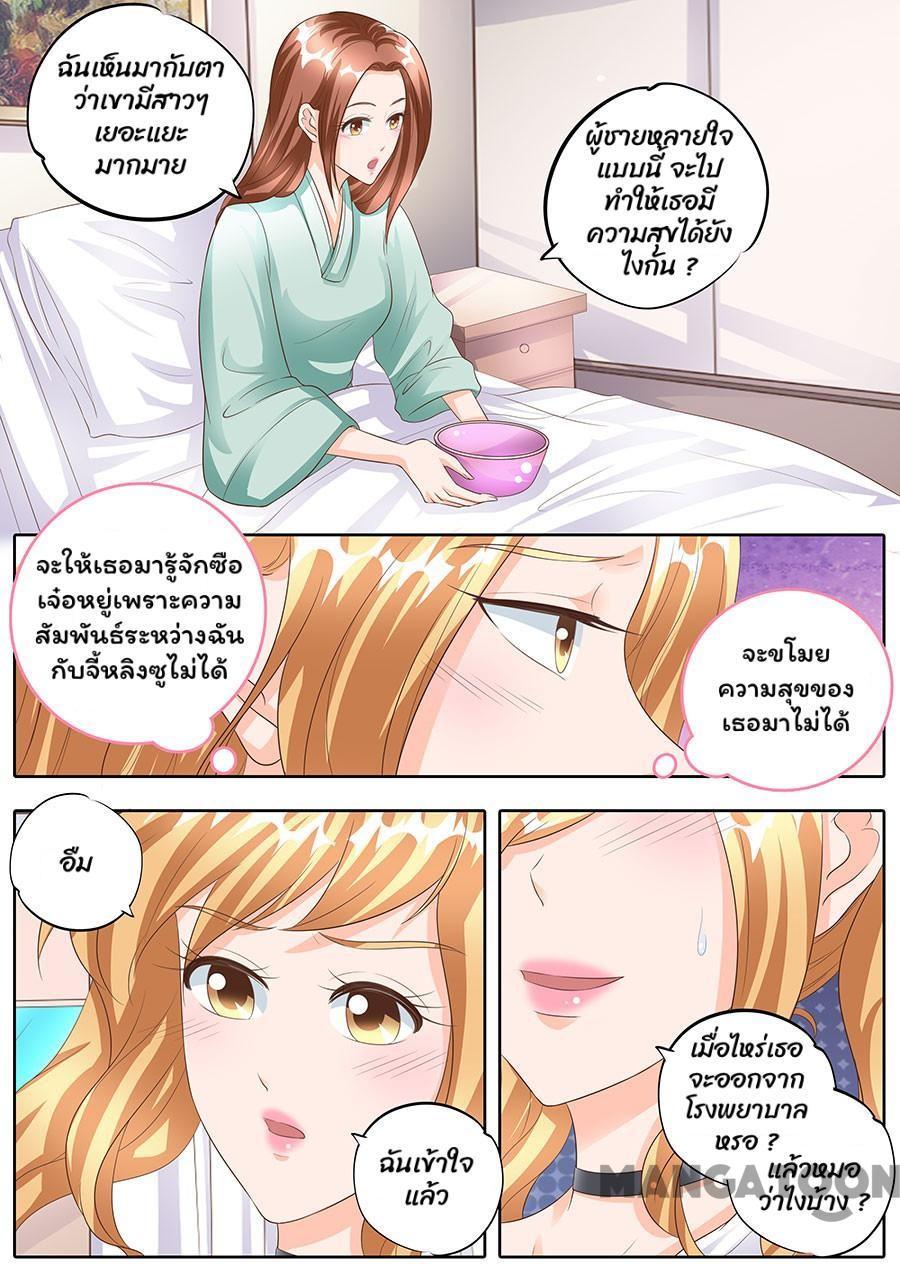 ฉันเห็นมากับตา
ว่าเขามีสาวๆ
เยอะแยะ
มากมาย
ผู้ชายหลายใจ
แบบนี้ จะไป
ทำให้เธอมี
ความสุขได้ยัง
ไงกัน ?
จะให้เธอมารู้จักซือ
เจ๋อหยู่เพราะความ
สัมพันธ์ระหว่างฉัน
กับจี้หลิงซูไม่ได้
จะขโมย
ความสุขของ
เธอมาไม่ได้
อืม
ฉันเข้าใจ
แล้ว
เมื่อไหร่เธอ
จะออกจาก
โรงพยาบาล
หรอ ?
แล้วหมอ
ว่าไงบ้าง ?
MANGATOON